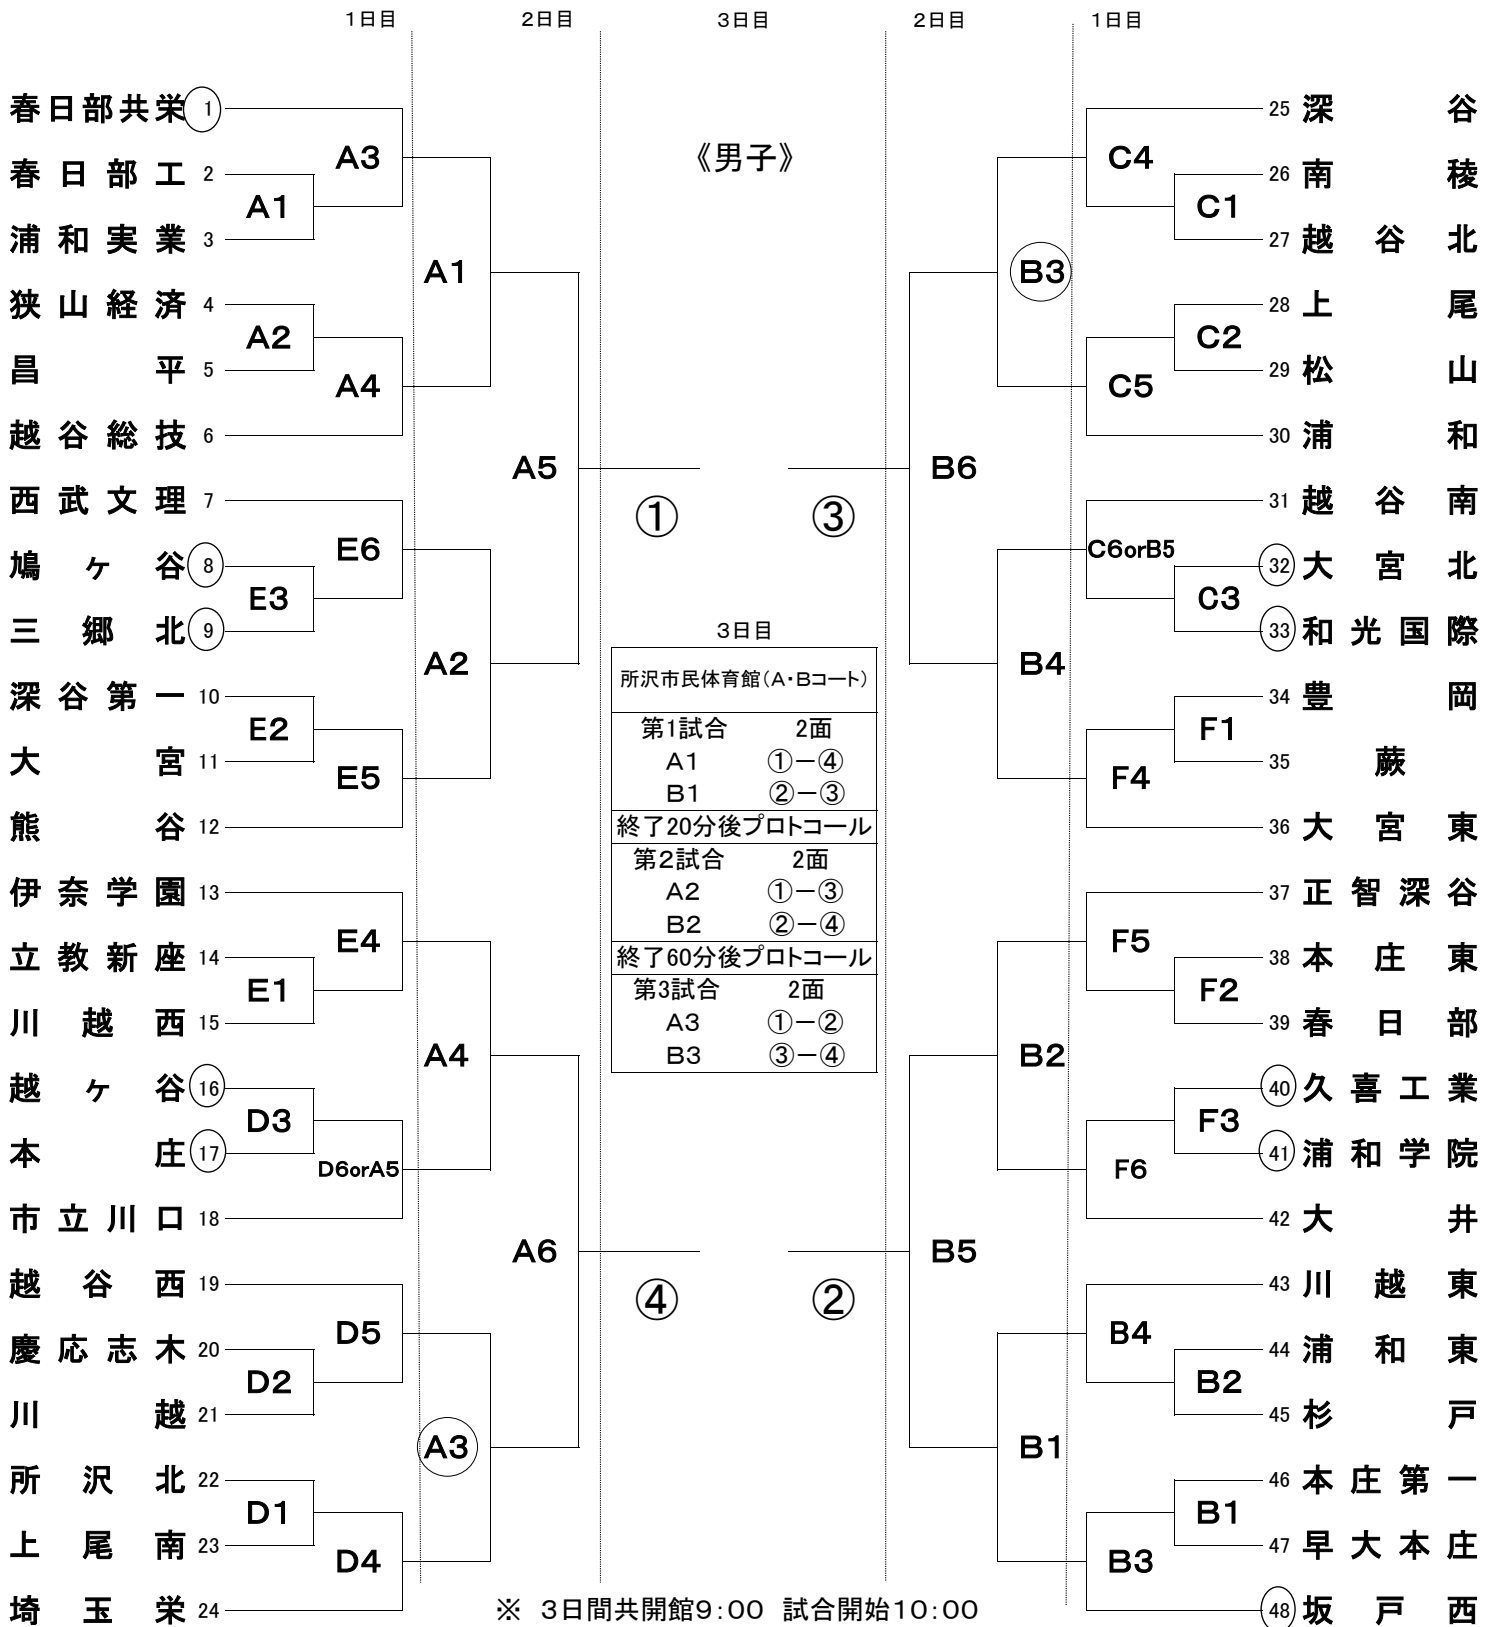 1日目 2日目 3日目 2日目 1日目
《男子》
春日部共栄 1
A3
春日部工 2
A1
浦和実業 3
A1
狭山経済 4
A2
昌平 5
A4
越谷総技 6
A5
①
西武文理 7
E6
鳩ヶ谷 8
E3
三郷北 9
A2
深谷第一 10
E2
大宮 11
E5
熊谷 12
伊奈学園 13
E4
立教新座 14
E1
川越西 15
A4
越ヶ谷 16
D3
本庄 17
D6orA5
市立川口 18
A6
④
越谷西 19
D5
慶応志木 20
D2
川越 21
A3
所沢北 22
D1
上尾南 23
D4
埼玉栄 24
3日目
所沢市民体育館(A・Bコート)
第1試合 2面
A1 ①－④
B1 ②－③
終了20分後プロトコール
第2試合 2面
A2 ①－③
B2 ②－④
終了60分後プロトコール
第3試合 2面
A3 ①－②
B3 ③－④
25 深谷
C4
26 南稜
C1
27 越谷北
B3
28 上尾
C2
29 松山
C5
30 浦和
B6
③
31 越谷南
C6orB5
32 大宮北
C3
33 和光国際
B4
34 豊岡
F1
35 蕨
F4
36 大宮東
37 正智深谷
F5
38 本庄東
F2
39 春日部
B2
40 久喜工業
F3
41 浦和学院
F6
42 大井
B5
②
43 川越東
B4
44 浦和東
B2
45 杉戸
B1
46 本庄第一
B1
47 早大本庄
B3
48 坂戸西
※ 3日間共開館9:00 試合開始10:00